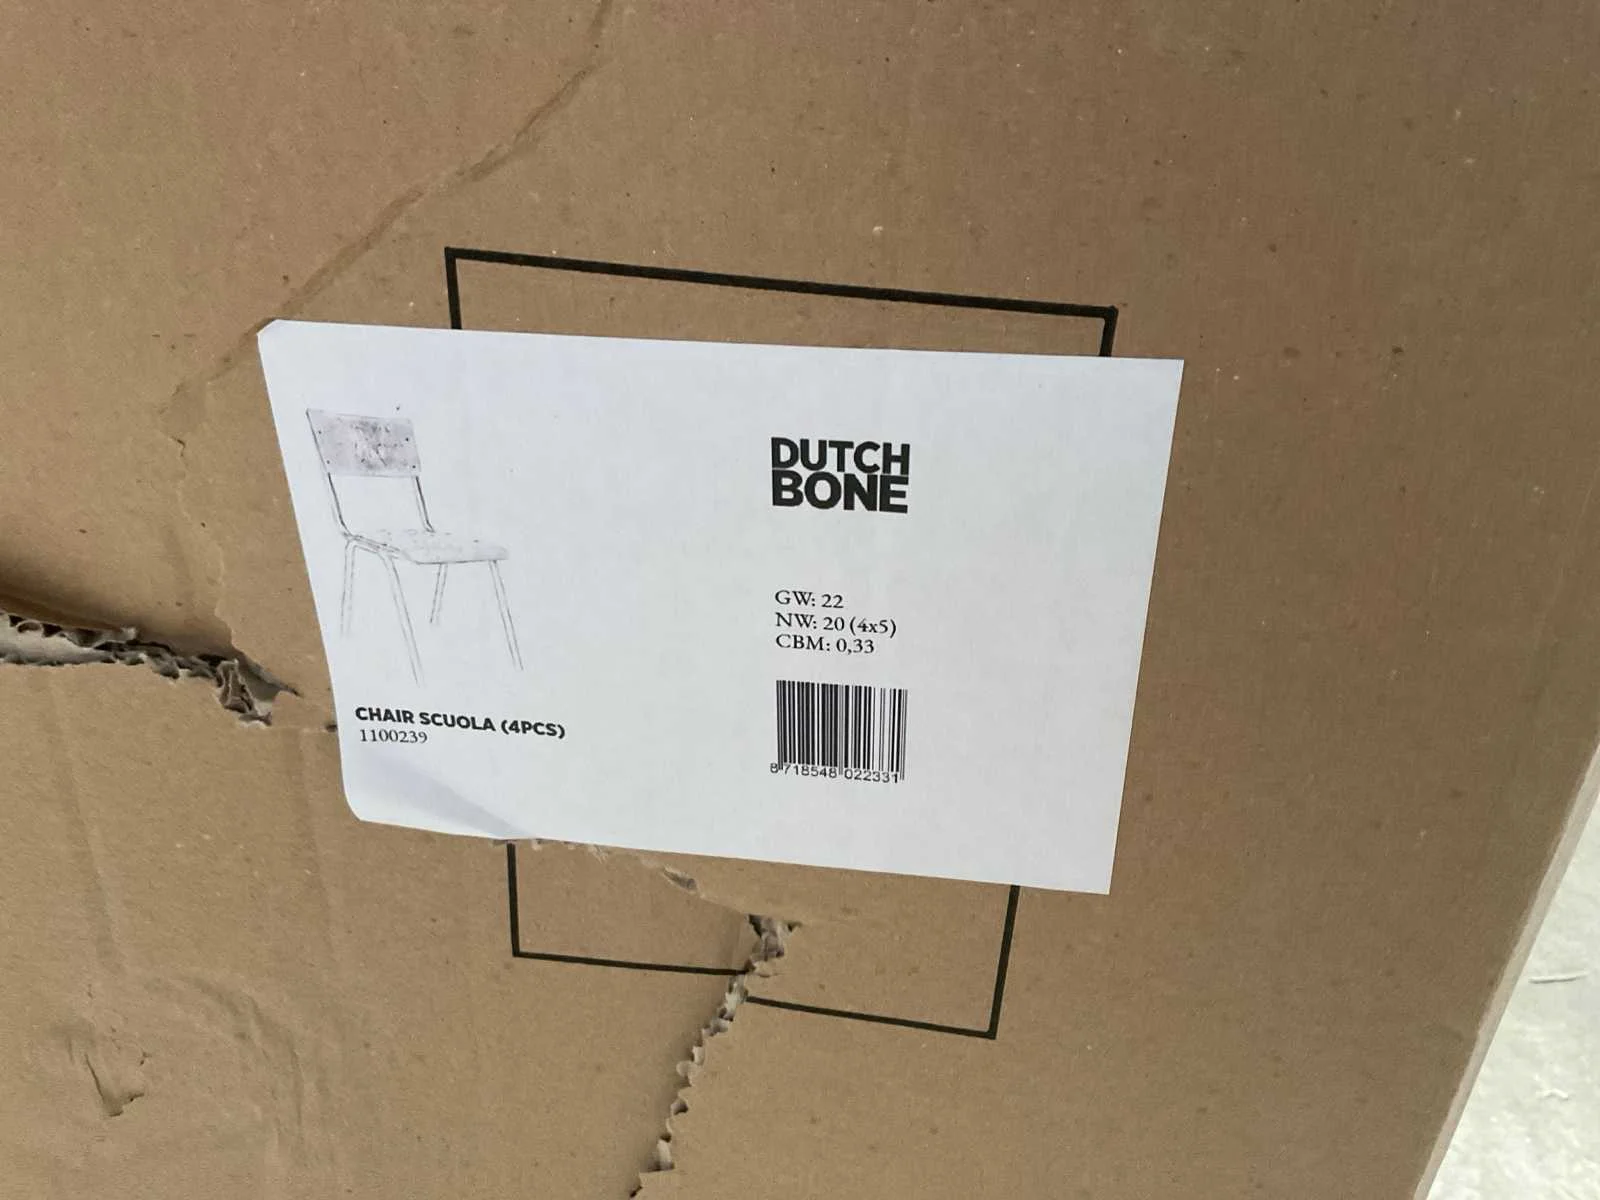 DUTCH
BONE
GW: 22
NW: 20 (4x5)
CBM: 0,33
CHAIR SCUOLA (4PCS)
1100239
8 718548 022331